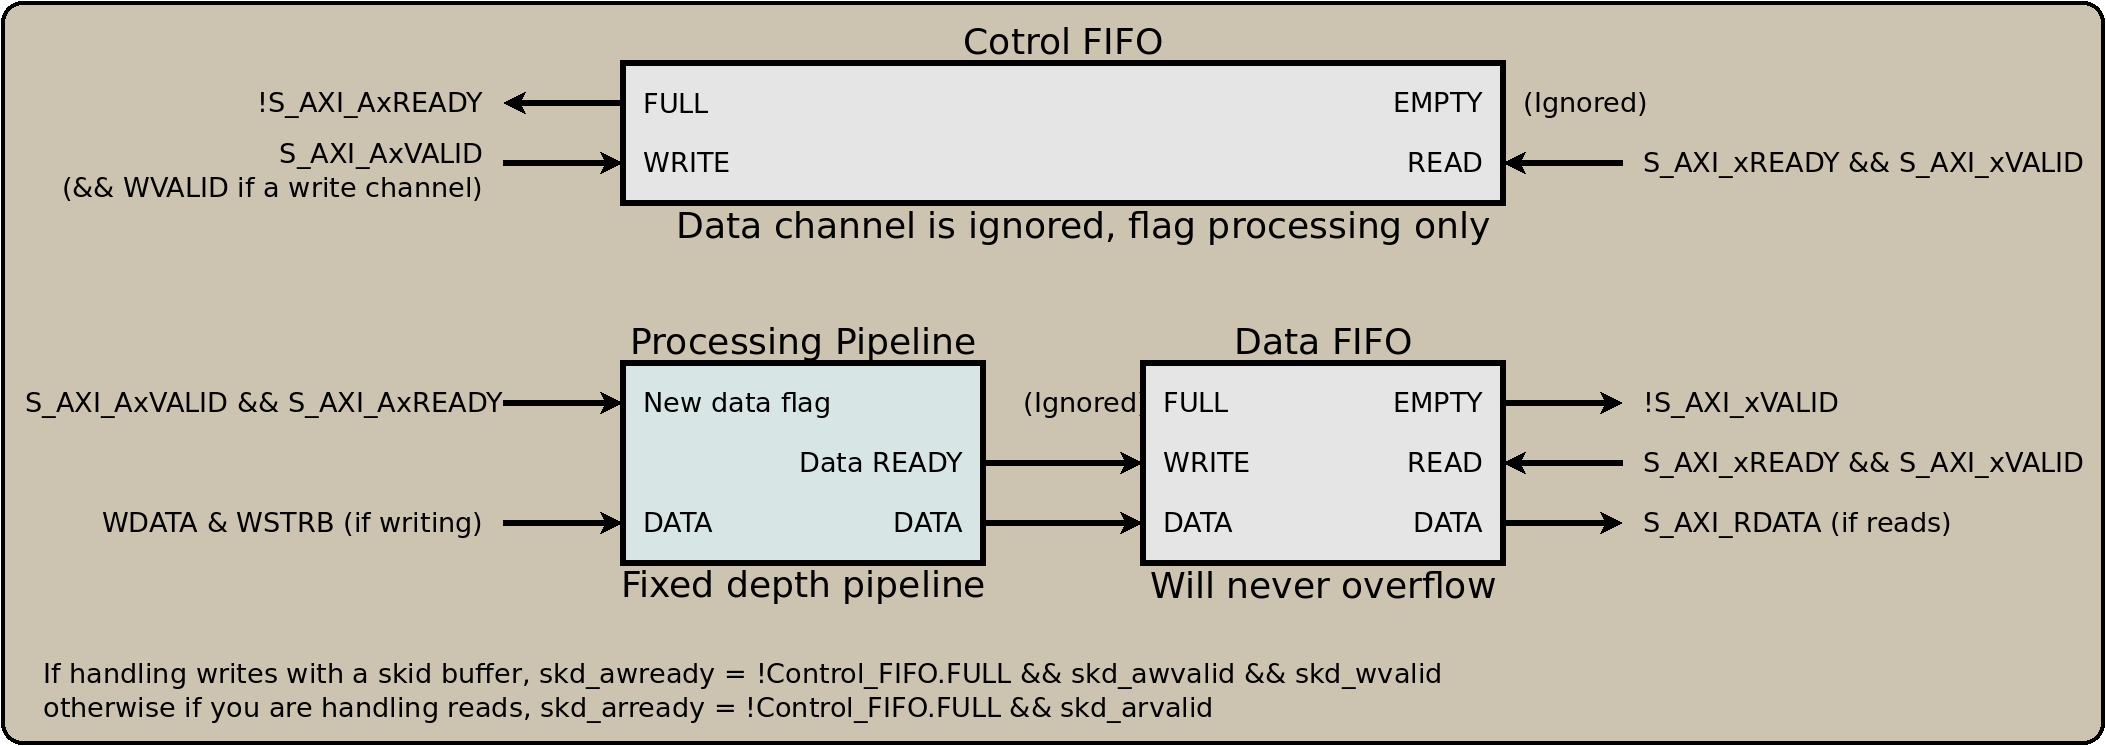 Cotrol FIFO
!S_AXI_AxREADY
FULL
EMPTY
(Ignored)
S_AXI_AxVALID
(&& WVALID if a write channel)
WRITE
READ
S_AXI_xREADY && S_AXI_xVALID
Data channel is ignored, flag processing only
Processing Pipeline
Data FIFO
S_AXI_AxVALID && S_AXI_AxREADY
New data flag
(Ignored)
FULL
EMPTY
!S_AXI_xVALID
Data READY
WRITE
READ
S_AXI_xREADY && S_AXI_xVALID
WDATA & WSTRB (if writing)
DATA
DATA
DATA
DATA
S_AXI_RDATA (if reads)
Fixed depth pipeline
Will never overflow
If handling writes with a skid buffer, skd_awready = !Control_FIFO.FULL && skd_awvalid && skd_wvalid
otherwise if you are handling reads, skd_arready = !Control_FIFO.FULL && skd_arvalid